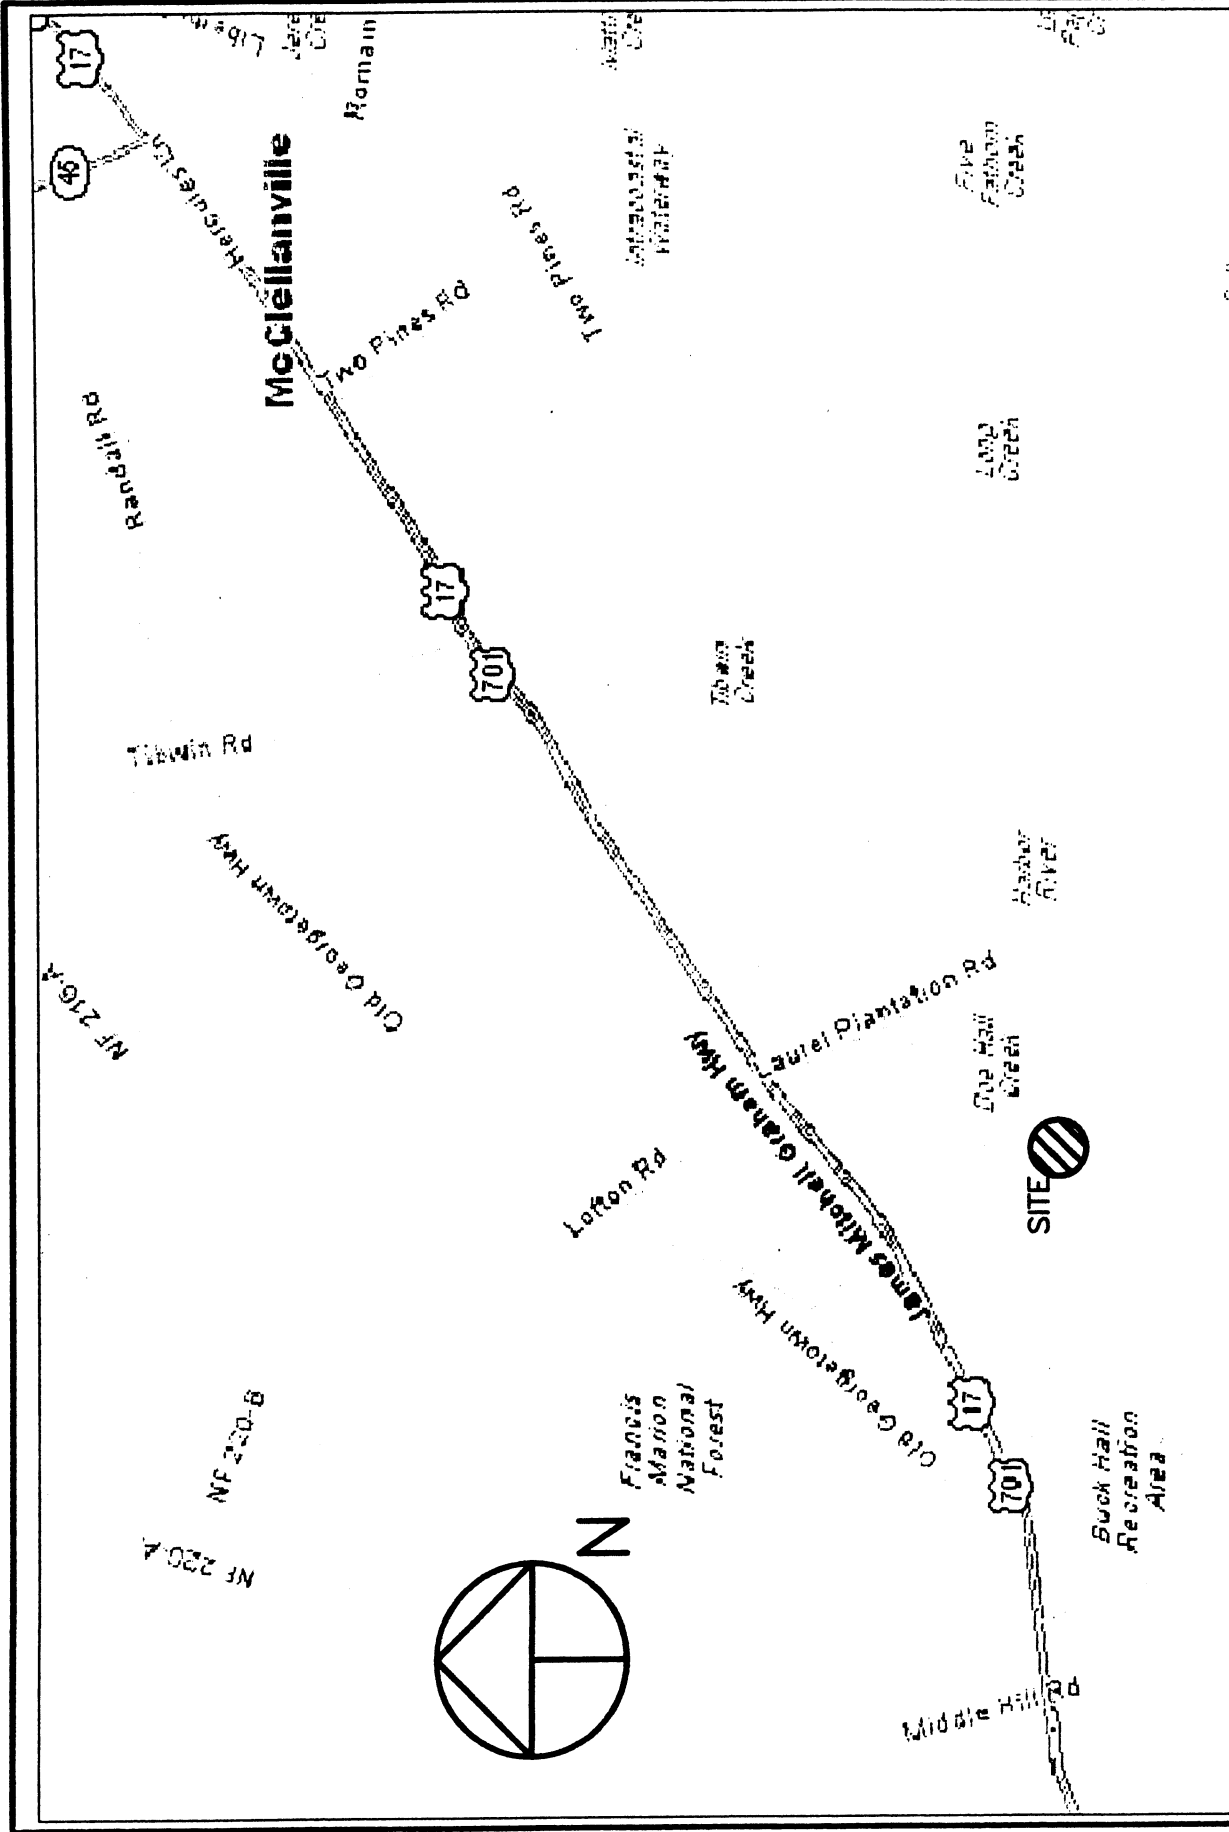 17
45
Hercules Ln
McClellanville
Romain
Two Pines Rd
Two Pines Rd
Intracoastal
Waterway
Five
Fathom
Creek
Randall Rd
Long
Creek
17
701
Tibwin
Creek
Tibwin Rd
Old Georgetown Hwy
Harbor
River
NF 216-A
Laurel Plantation Rd
Doe Hall
Creek
James Mitchell Graham Hwy
SITE
Lofton Rd
Old Georgetown Hwy
17
701
Francis
Marion
National
Forest
Buck Hall
Recreation
Area
NF 220-B
NF 220-A
N
Middle Hill Rd